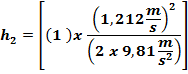 h₂ = [(1) x (1,212 m/s)² / (2 x 9,81 m/s²)]